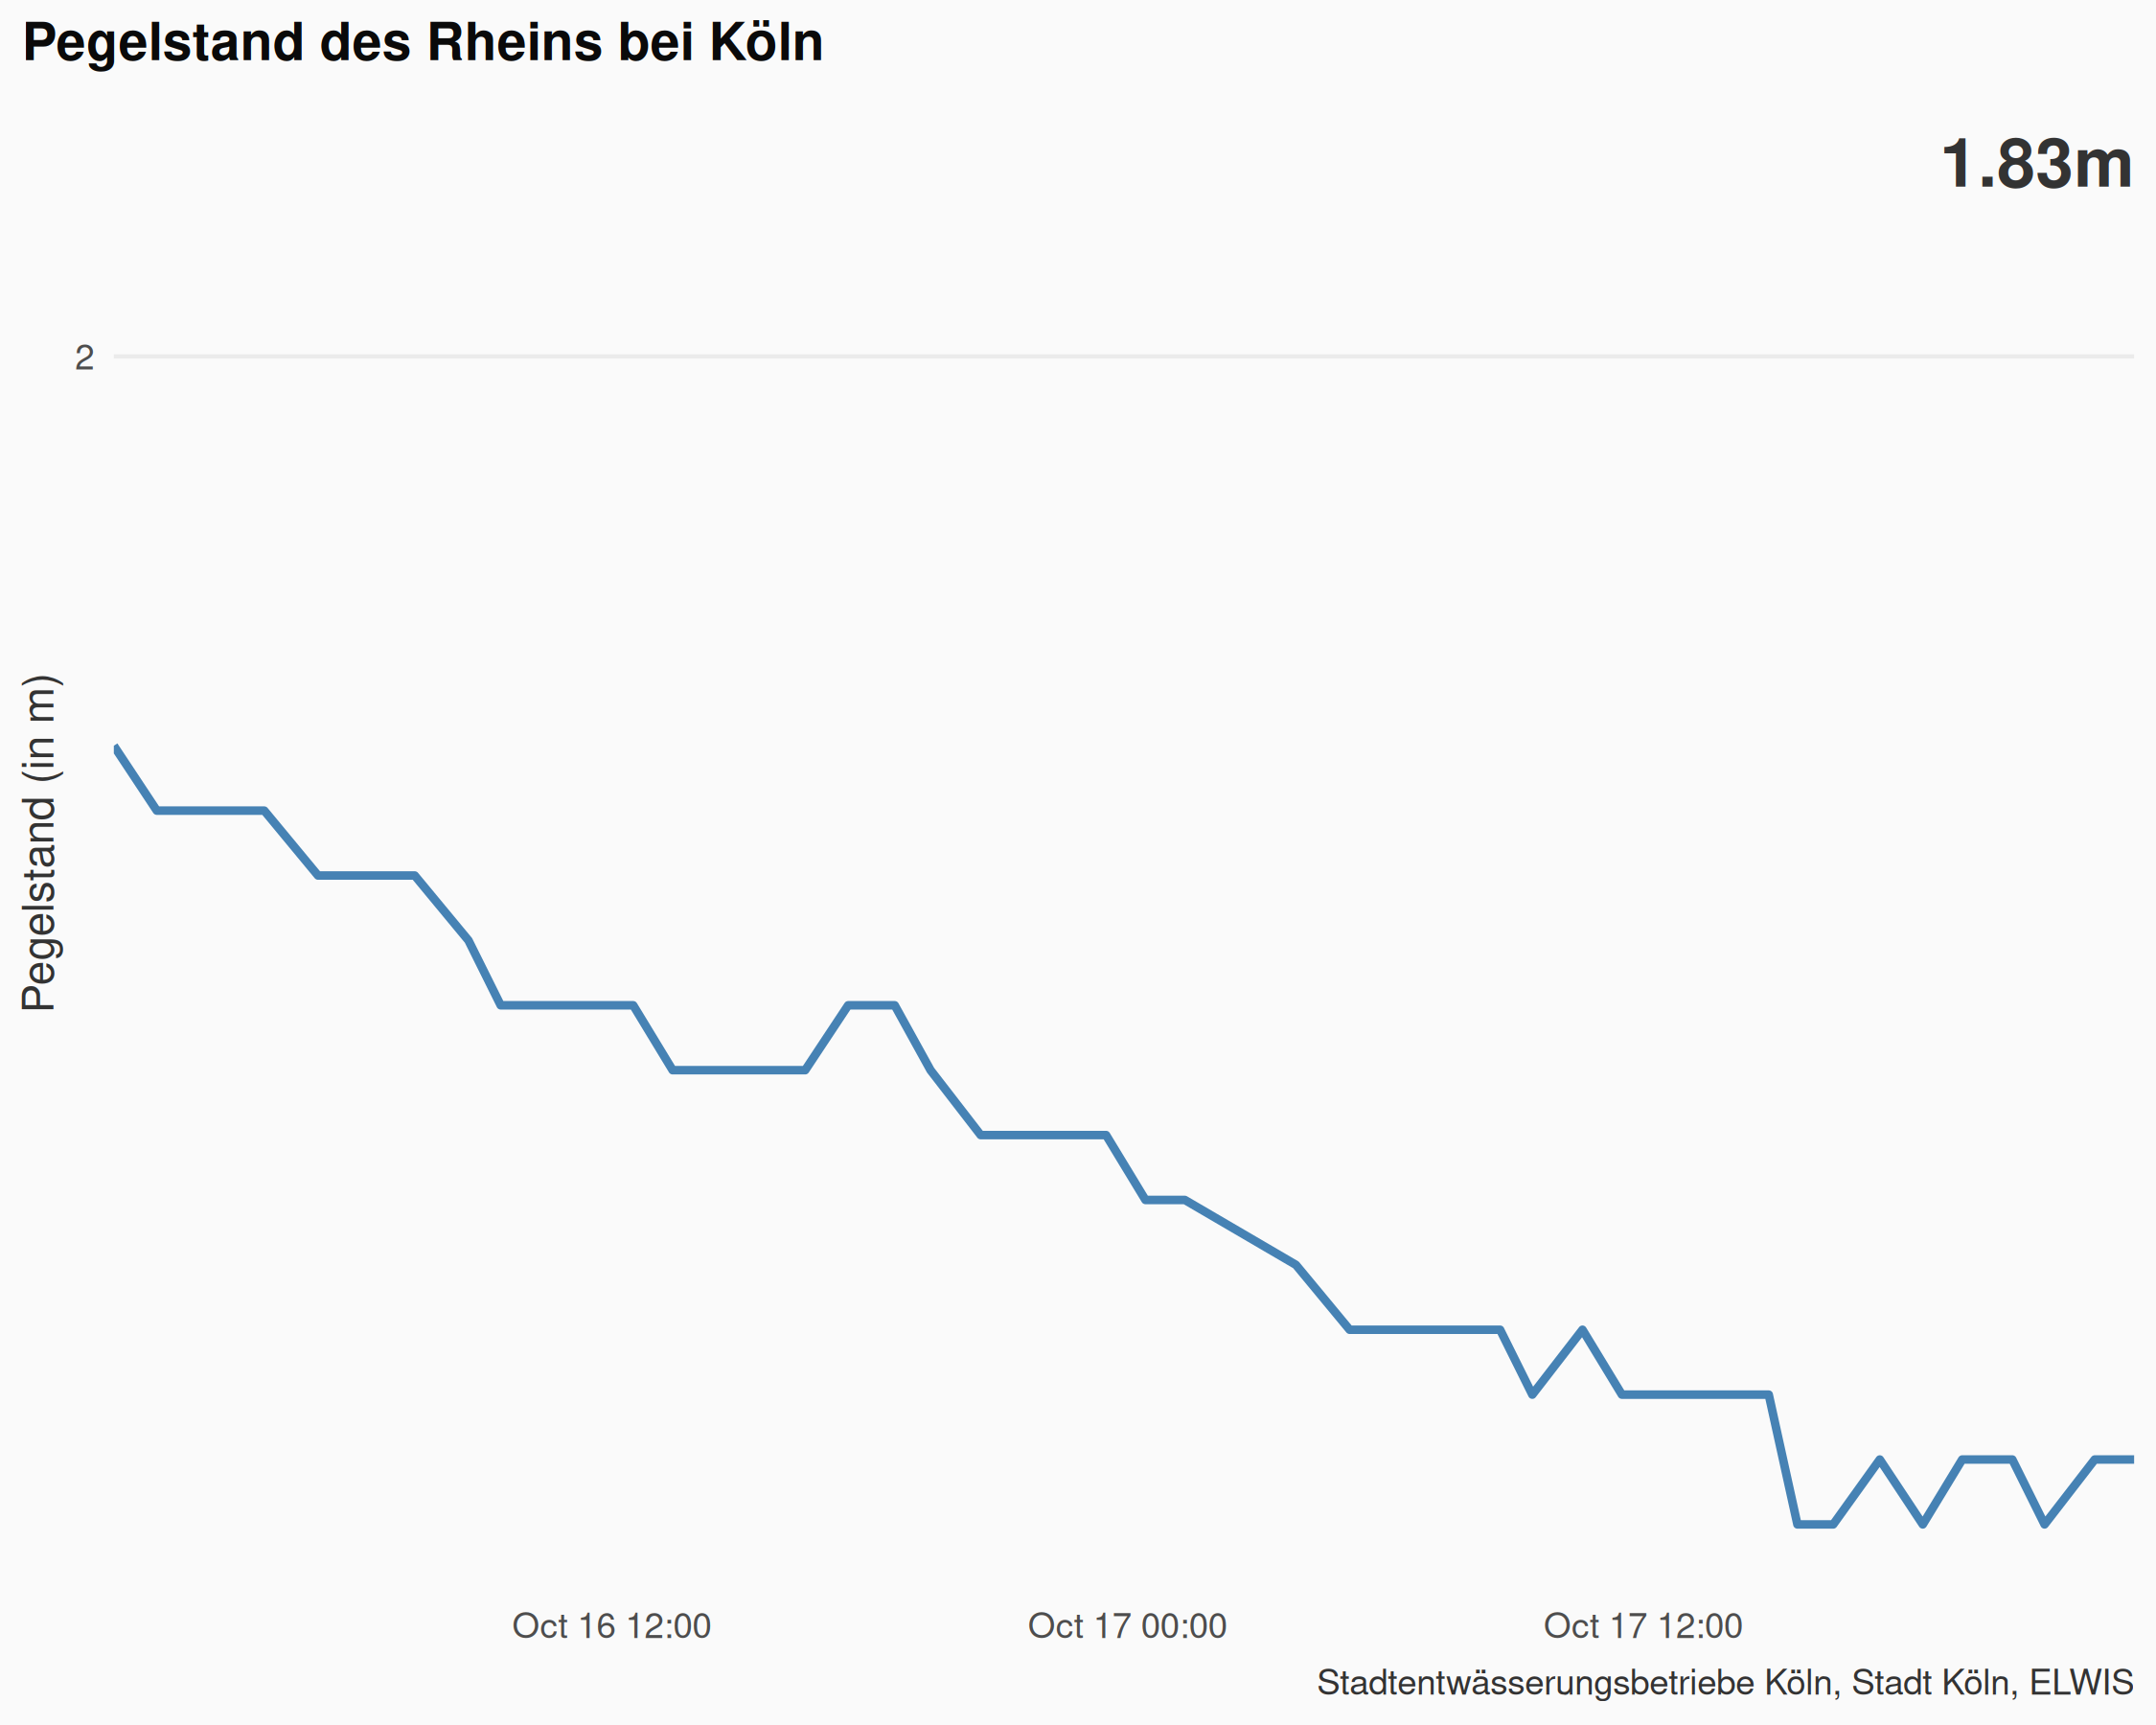 Pegelstand des Rheins bei Köln
1.83m
2
Pegelstand (in m)
Oct 16 12:00
Oct 17 00:00
Oct 17 12:00
Stadtentwässerungsbetriebe Köln, Stadt Köln, ELWIS